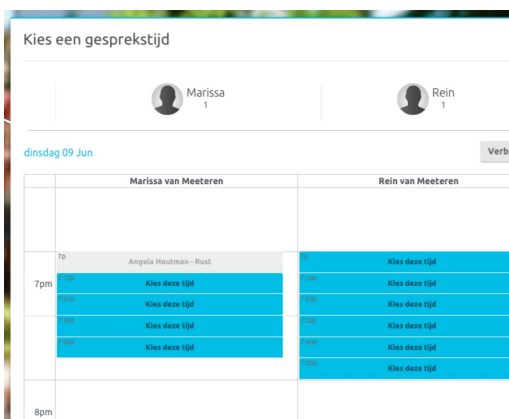 Kies een gesprekstijd
Marissa
1
Rein
1
dinsdag 09 Jun
Verb
Marissa van Meeteren
Rein van Meeteren
7p
Angela Houtman - Rust
7p
Kies deze tijd
7pm
Kies deze tijd
Kies deze tijd
Kies deze tijd
Kies deze tijd
Kies deze tijd
Kies deze tijd
Kies deze tijd
Kies deze tijd
Kies deze tijd
8pm